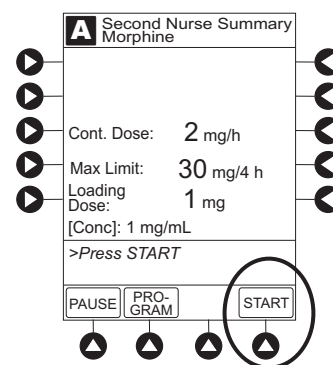 A Second Nurse Summary
Morphine
Cont. Dose: 2 mg/h
Max Limit: 30 mg/4 h
Loading
Dose: 1 mg
[Conc]: 1 mg/mL
>Press START
PAUSE PRO- START
GRAM